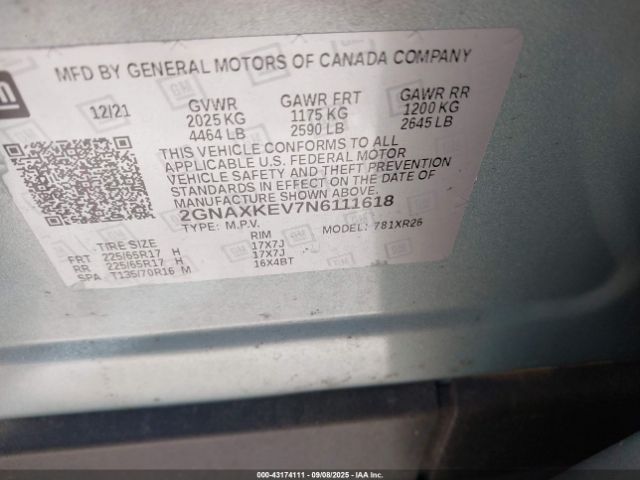 GM
MFD BY GENERAL MOTORS OF CANADA COMPANY
12/21 GVWR GAWR FRT GAWR RR
2025 KG 1175 KG 1200 KG
4464 LB 2590 LB 2645 LB
THIS VEHICLE CONFORMS TO ALL
APPLICABLE U.S. FEDERAL MOTOR
VEHICLE SAFETY AND THEFT PREVENTION
STANDARDS IN EFFECT ON THE DATE OF
MANUFACTURE SHOWN ABOVE.
2GNAXKEV7N6111618
TYPE: M.P.V. MODEL: 781XR26
TIRE SIZE RIM
FRT 225/65R17 H 17X7J
RR 225/65R17 H 17X7J
SPA T135/70R16 M 16X4BT
000-43174111 - 09/08/2025 - IAA Inc.